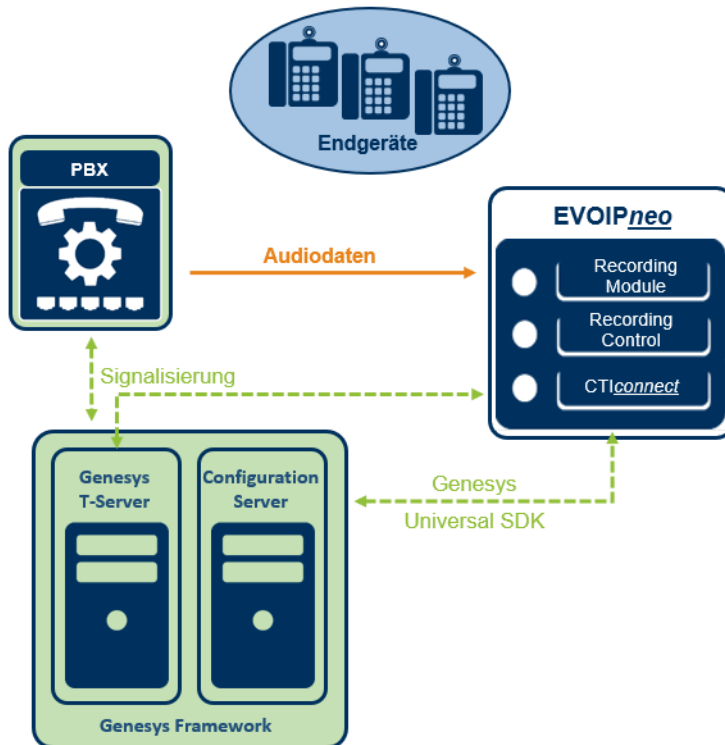 Endgeräte
PBX
EVOIPneo
Audiodaten
Recording
Module
Recording
Control
CTIconnect
Signalisierung
Genesys
T-Server
Configuration
Server
Genesys
Universal SDK
Genesys Framework